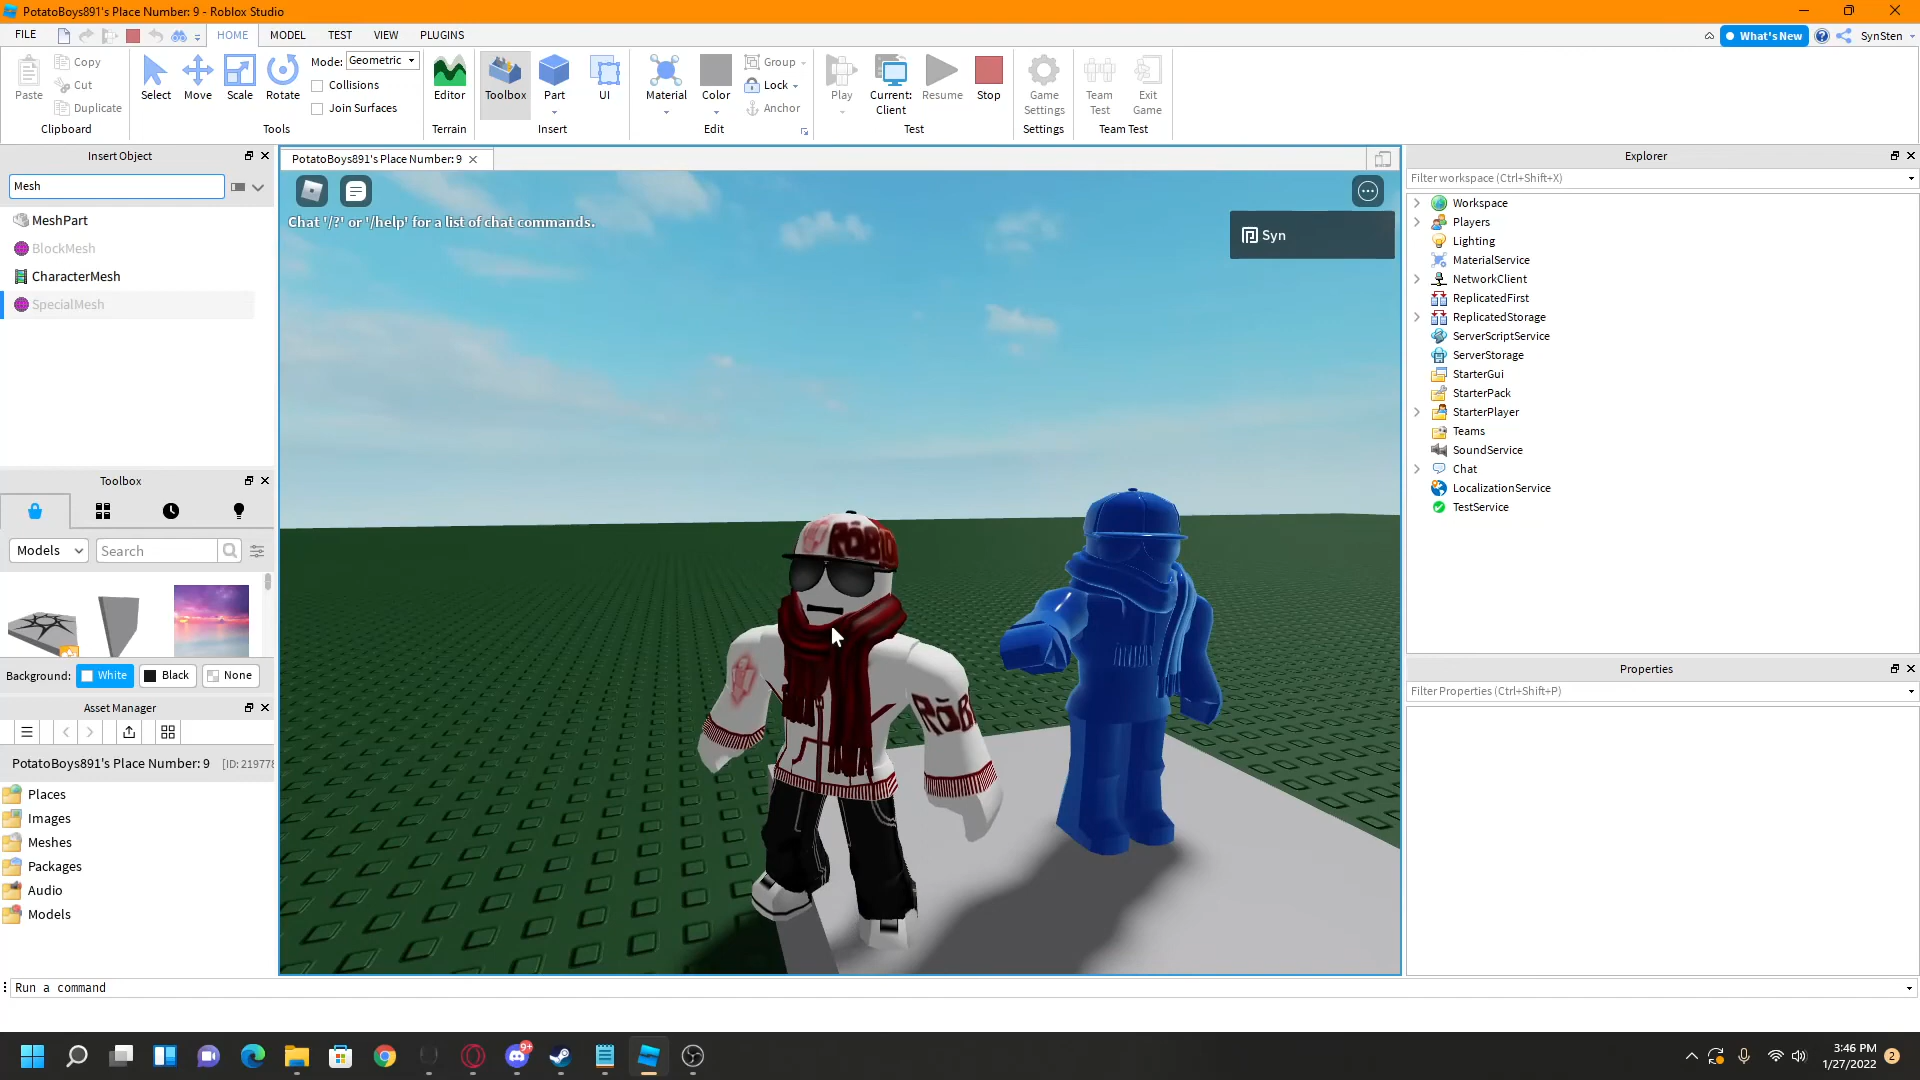 PotatoBoys891's Place Number: 9 - Roblox Studio
FILE HOME MODEL TEST VIEW PLUGINS What's New SynSten
Paste
Copy
Cut
Duplicate
Clipboard
Select Move Scale Rotate
Mode: Geometric
Collisions
Join Surfaces
Tools
Editor
Terrain
Toolbox Part UI
Insert
Material Color
Group
Lock
Anchor
Edit
Play Current: Client Resume Stop
Test
Game Settings
Settings
Team Test Exit Game
Team Test
Insert Object
Mesh
MeshPart
BlockMesh
CharacterMesh
SpecialMesh
Toolbox
Models Search
Background: White Black None
Asset Manager
PotatoBoys891's Place Number: 9 [ID: 219778
Places
Images
Meshes
Packages
Audio
Models
PotatoBoys891's Place Number: 9
Chat '/?' or '/help' for a list of chat commands.
Syn
Explorer
Filter workspace (Ctrl+Shift+X)
Workspace
Players
Lighting
MaterialService
NetworkClient
ReplicatedFirst
ReplicatedStorage
ServerScriptService
ServerStorage
StarterGui
StarterPack
StarterPlayer
Teams
SoundService
Chat
LocalizationService
TestService
Properties
Filter Properties (Ctrl+Shift+P)
Run a command
9+
3:46 PM
1/27/2022
2